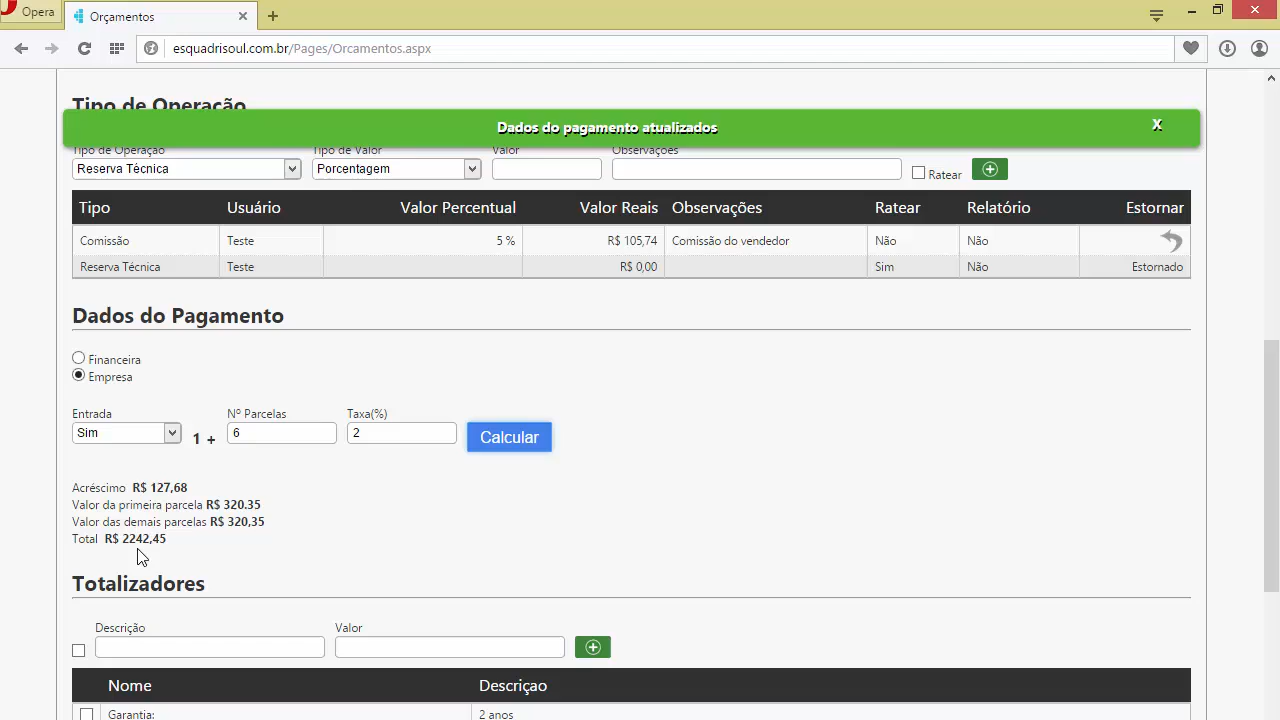 Opera
Orçamentos
esquadrisoul.com.br/Pages/Orcamentos.aspx
Tipo de Operação
Dados do pagamento atualizados
X
Tipo de Operação Tipo de Valor Valor Observações
Reserva Técnica Porcentagem Ratear
Tipo Usuário Valor Percentual Valor Reais Observações Ratear Relatório Estornar
Comissão Teste 5 % R$ 105,74 Comissão do vendedor Não Não
Reserva Técnica Teste R$ 0,00 Sim Não Estornado
Dados do Pagamento
Financeira
Empresa
Entrada Nº Parcelas Taxa(%)
Sim 1 + 6 2 Calcular
Acréscimo R$ 127,68
Valor da primeira parcela R$ 320.35
Valor das demais parcelas R$ 320,35
Total R$ 2242,45
Totalizadores
Descrição Valor
Nome Descriçao
Garantia: 2 anos